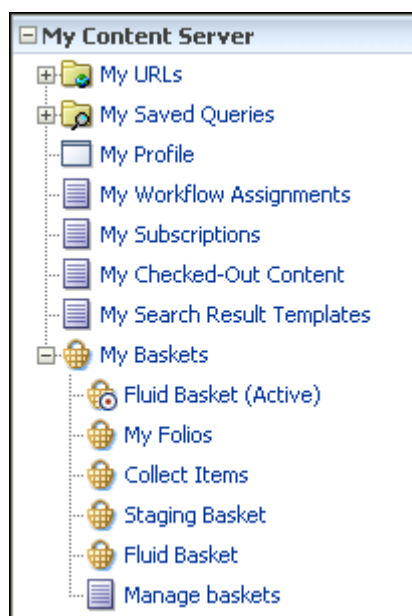 My Content Server
My URLs
My Saved Queries
My Profile
My Workflow Assignments
My Subscriptions
My Checked-Out Content
My Search Result Templates
My Baskets
Fluid Basket (Active)
My Folios
Collect Items
Staging Basket
Fluid Basket
Manage baskets